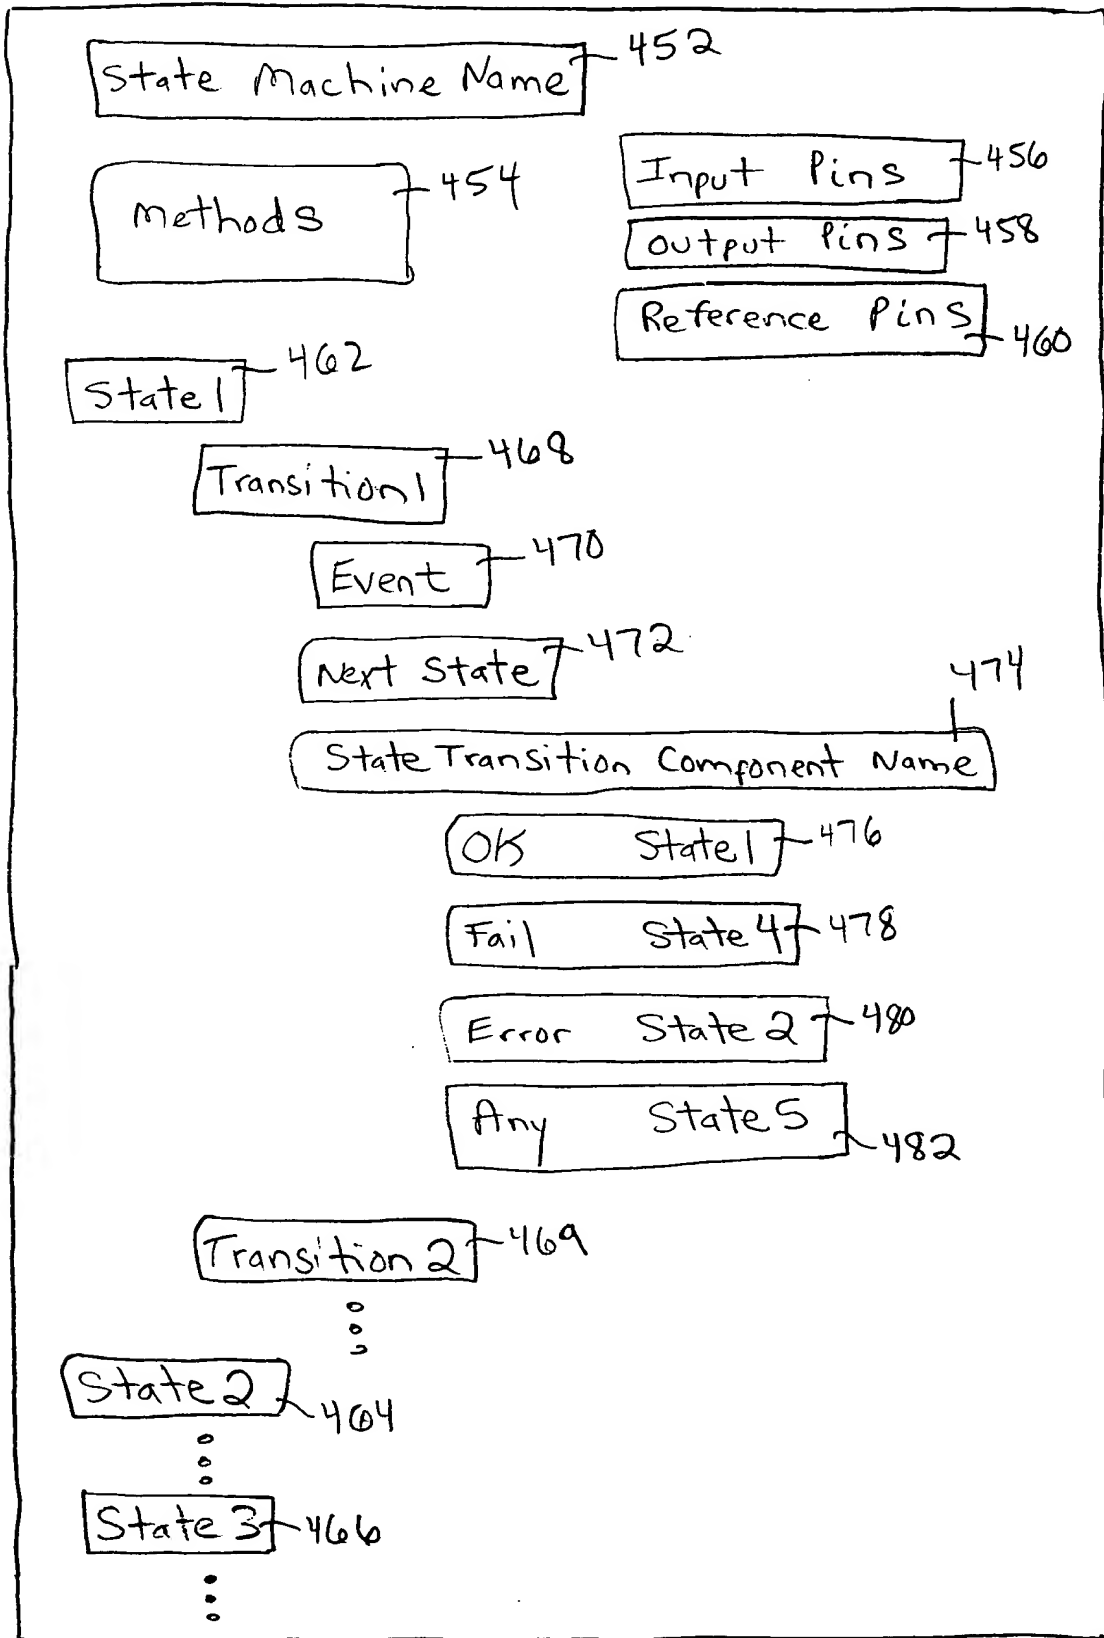 State Machine Name 452
Methods 454
Input Pins 456
Output Pins 458
Reference Pins 460
State 1 462
Transition 1 468
Event 470
Next State 472
474
State Transition Component Name
OK State 1 476
Fail State 4 478
Error State 2 480
Any State 5 482
Transition 2 469
State 2 464
State 3 466